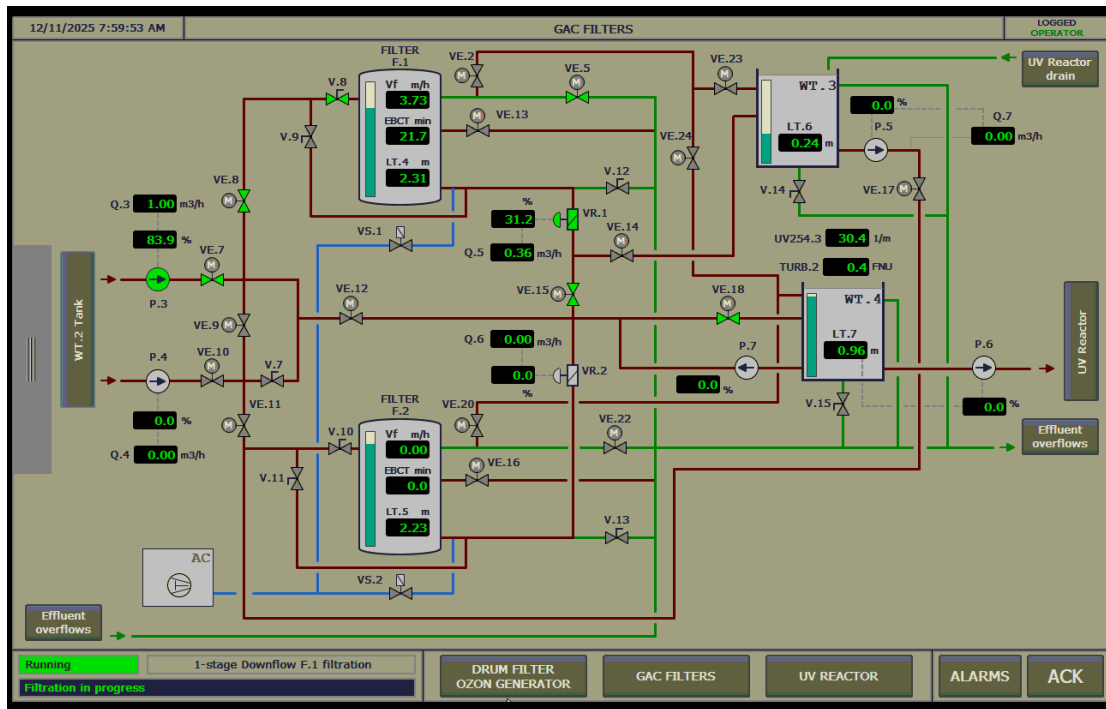 12/11/2025 7:59:53 AM
GAC FILTERS
LOGGED
OPERATOR
FILTER
F.1
VE.2
M
VE.5
M
VE.23
M
UV Reactor
drain
V.8
Vf m/h
3.73
EBCT min
21.7
LT.4 m
2.31
VE.13
M
WT.3
LT.6
0.24 m
0.0 %
P.5
Q.7
0.00 m3/h
V.9
VE.24
M
VE.8
M
V.12
V.14
VE.17
M
Q.3 1.00 m3/h
83.9 %
%
31.2
VR.1
VE.14
M
VS.1
Q.5 0.36 m3/h
UV254.3 30.4 1/m
TURB.2 0.4 FNU
VE.7
M
P.3
WT.2 Tank
VE.12
M
VE.15
M
VE.18
M
WT.4
LT.7
0.96 m
VE.9
M
P.4
VE.10
M
V.7
Q.6 0.00 m3/h
VR.2
0.0
%
P.7
0.0 %
P.6
0.0 %
UV Reactor
0.0 %
Q.4 0.00 m3/h
VE.11
M
FILTER
F.2
V.10
VE.20
M
VE.22
M
V.15
Effluent
overflows
Vf m/h
0.00
EBCT min
0.0
LT.5 m
2.23
VE.16
M
V.11
V.13
AC
VS.2
Effluent
overflows
Running
1-stage Downflow F.1 filtration
Filtration in progress
DRUM FILTER
OZON GENERATOR
GAC FILTERS
UV REACTOR
ALARMS
ACK